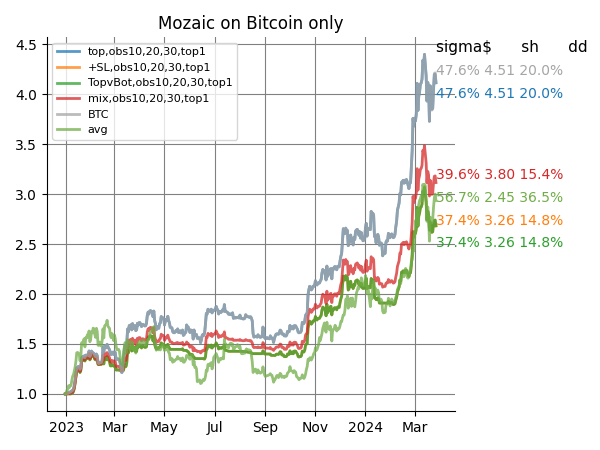 Mozaic on Bitcoin only
sigma$ sh dd
top,obs10,20,30,top1
+SL,obs10,20,30,top1
TopvBot,obs10,20,30,top1
mix,obs10,20,30,top1
BTC
avg
47.6% 4.51 20.0%
47.6% 4.51 20.0%
39.6% 3.80 15.4%
56.7% 2.45 36.5%
37.4% 3.26 14.8%
37.4% 3.26 14.8%
4.5
4.0
3.5
3.0
2.5
2.0
1.5
1.0
2023 Mar May Jul Sep Nov 2024 Mar